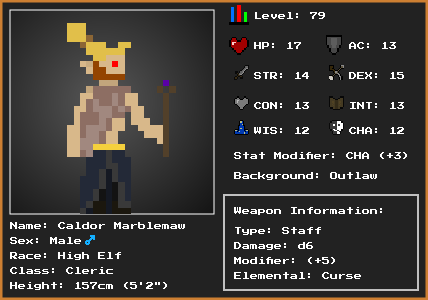 Level: 79
HP: 17 AC: 13
STR: 14 DEX: 15
CON: 13 INT: 13
WIS: 12 CHA: 12
Stat Modifier: CHA (+3)
Background: Outlaw
Name: Caldor Marblemaw
Sex: Male ♂
Race: High Elf
Class: Cleric
Height: 157cm (5'2")
Weapon Information:
Type: Staff
Damage: d6
Modifier: (+5)
Elemental: Curse